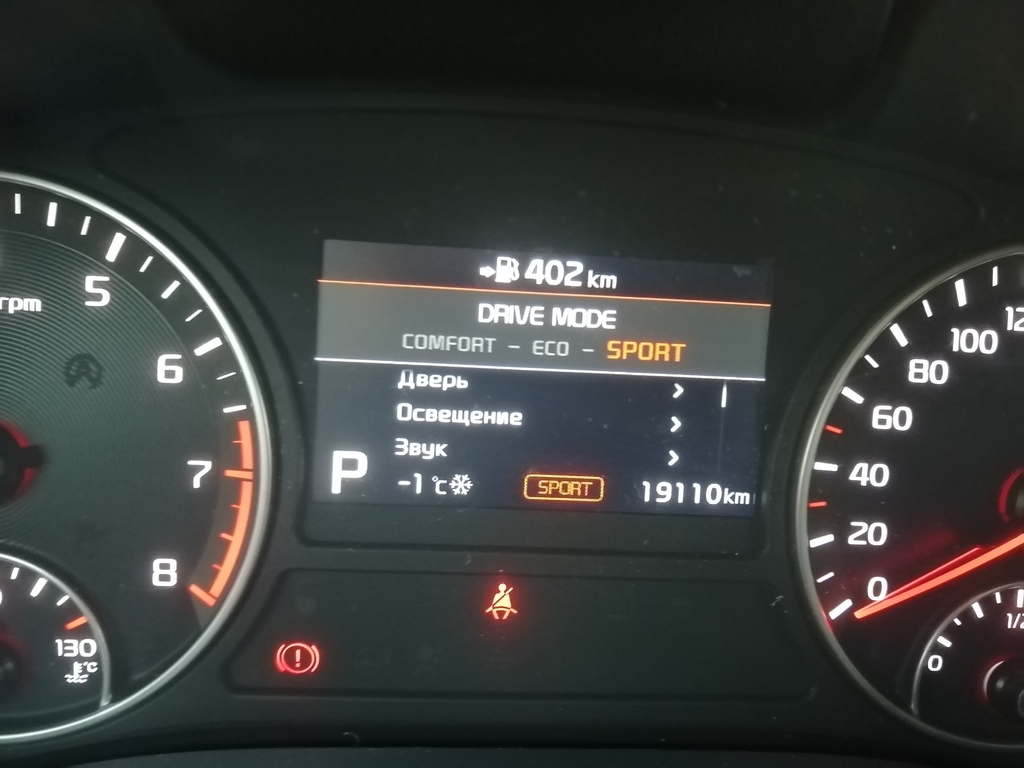 402 km
DRIVE MODE
COMFORT - ECO - SPORT
Дверь
Освещение
Звук
P
-1 °C SPORT 19110 km
rpm
5
6
7
8
130
°C
100
80
60
40
20
0
0